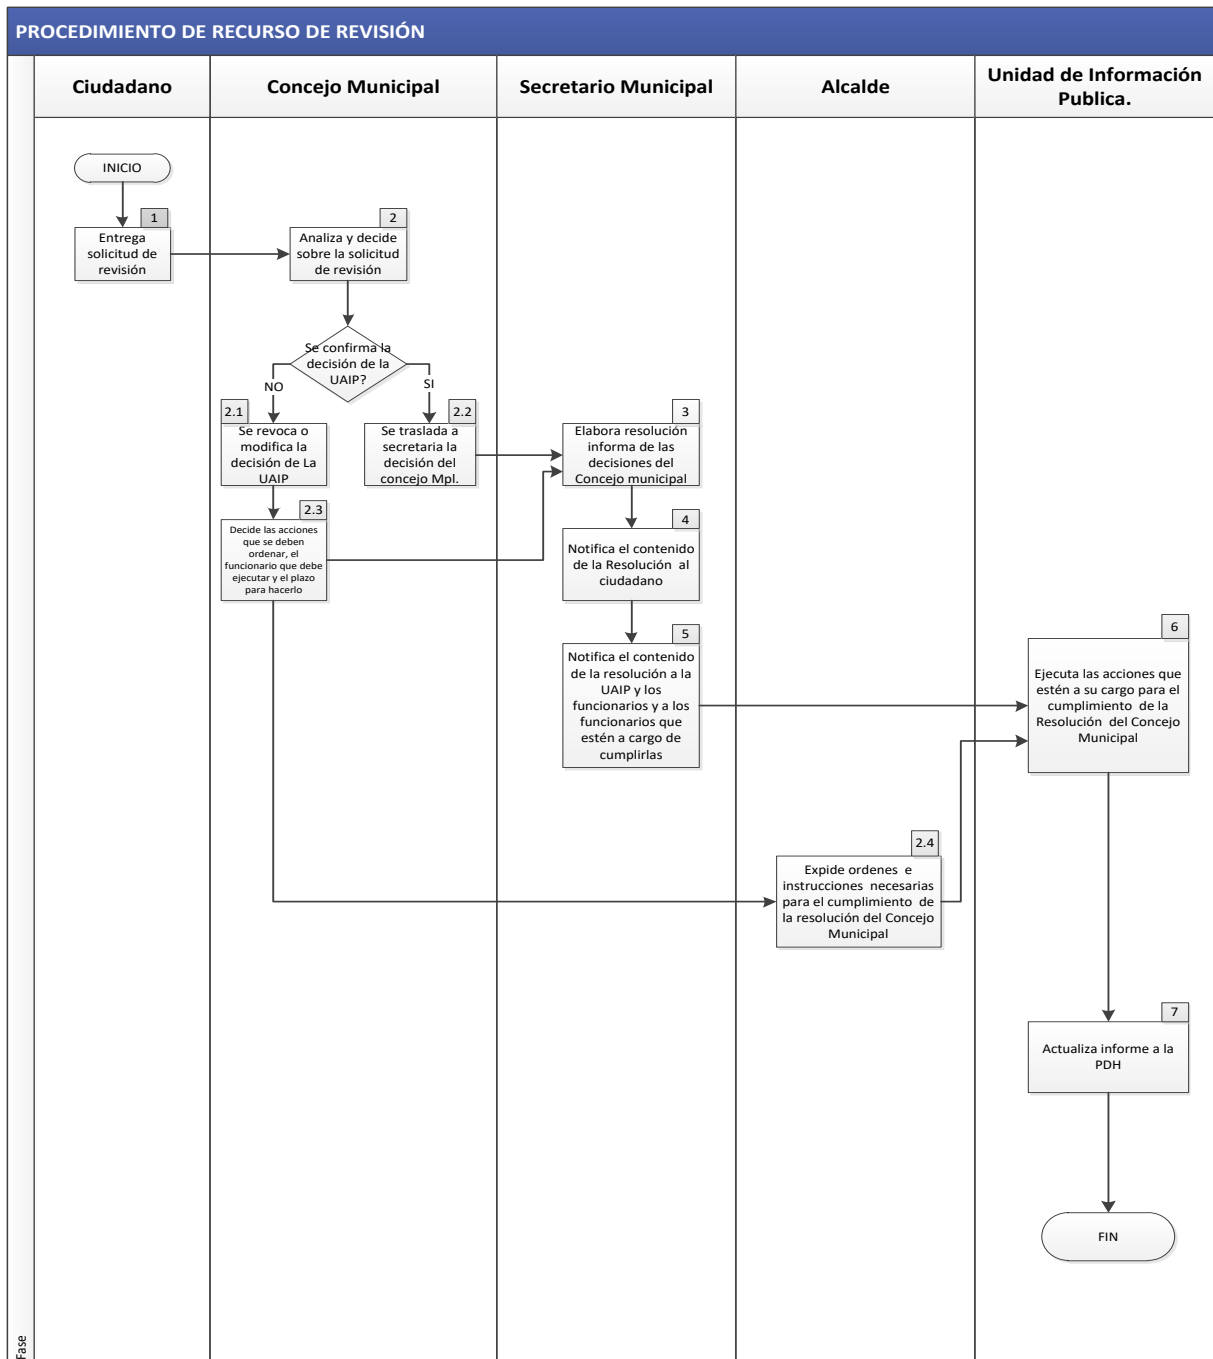 PROCEDIMIENTO DE RECURSO DE REVISIÓN
Ciudadano
Concejo Municipal
Secretario Municipal
Alcalde
Unidad de Información
Publica.
INICIO
1
Entrega
solicitud de
revisión
2
Analiza y decide
sobre la solicitud
de revisión
Se confirma la
decisión de la
UAIP?
NO
SI
2.1
Se revoca o
modifica la
decisión de La
UAIP
2.2
Se traslada a
secretaria la
decisión del
concejo Mpl.
3
Elabora resolución
informa de las
decisiones del
Concejo municipal
2.3
Decide las acciones
que se deben
ordenar, el
funcionario que debe
ejecutar y el plazo
para hacerlo
4
Notifica el contenido
de la Resolución al
ciudadano
5
Notifica el contenido
de la resolución a la
UAIP y los
funcionarios y a los
funcionarios que
estén a cargo de
cumplirlas
6
Ejecuta las acciones que
estén a su cargo para el
cumplimiento de la
Resolución del Concejo
Municipal
2.4
Expide ordenes e
instrucciones necesarias
para el cumplimiento de
la resolución del Concejo
Municipal
7
Actualiza informe a la
PDH
FIN
Fase